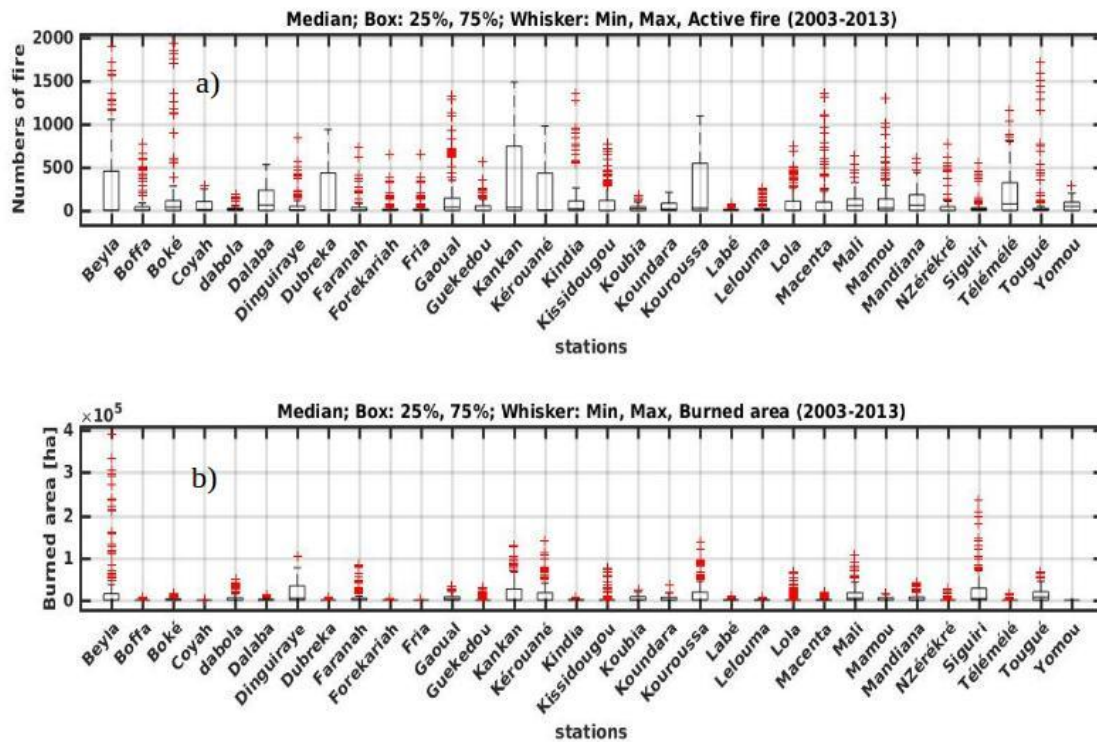 Median; Box: 25%, 75%; Whisker: Min, Max, Active fire (2003-2013)
Numbers of fire
2000
1500
1000
500
0
a)
Beyla Boffa Boké Coyah dabola Dalaba Dinguiraye Dubreka Faranah Forekariah Fria Gaoual Guekedou Kankan Kérouané Kindia Kissidougou Koubia Koundara Kouroussa Labé Lelouma Lola Macenta Mali Mamou Mandiana NZérékré Siguiri Télémélé Tougué Yomou
stations
Median; Box: 25%, 75%; Whisker: Min, Max, Burned area (2003-2013)
×10⁵
Burned area [ha]
4
3
2
1
0
b)
Beyla Boffa Boké Coyah dabola Dalaba Dinguiraye Dubreka Faranah Forekariah Fria Gaoual Guekedou Kankan Kérouané Kindia Kissidougou Koubia Koundara Kouroussa Labé Lelouma Lola Macenta Mali Mamou Mandiana NZérékré Siguiri Télémélé Tougué Yomou
stations